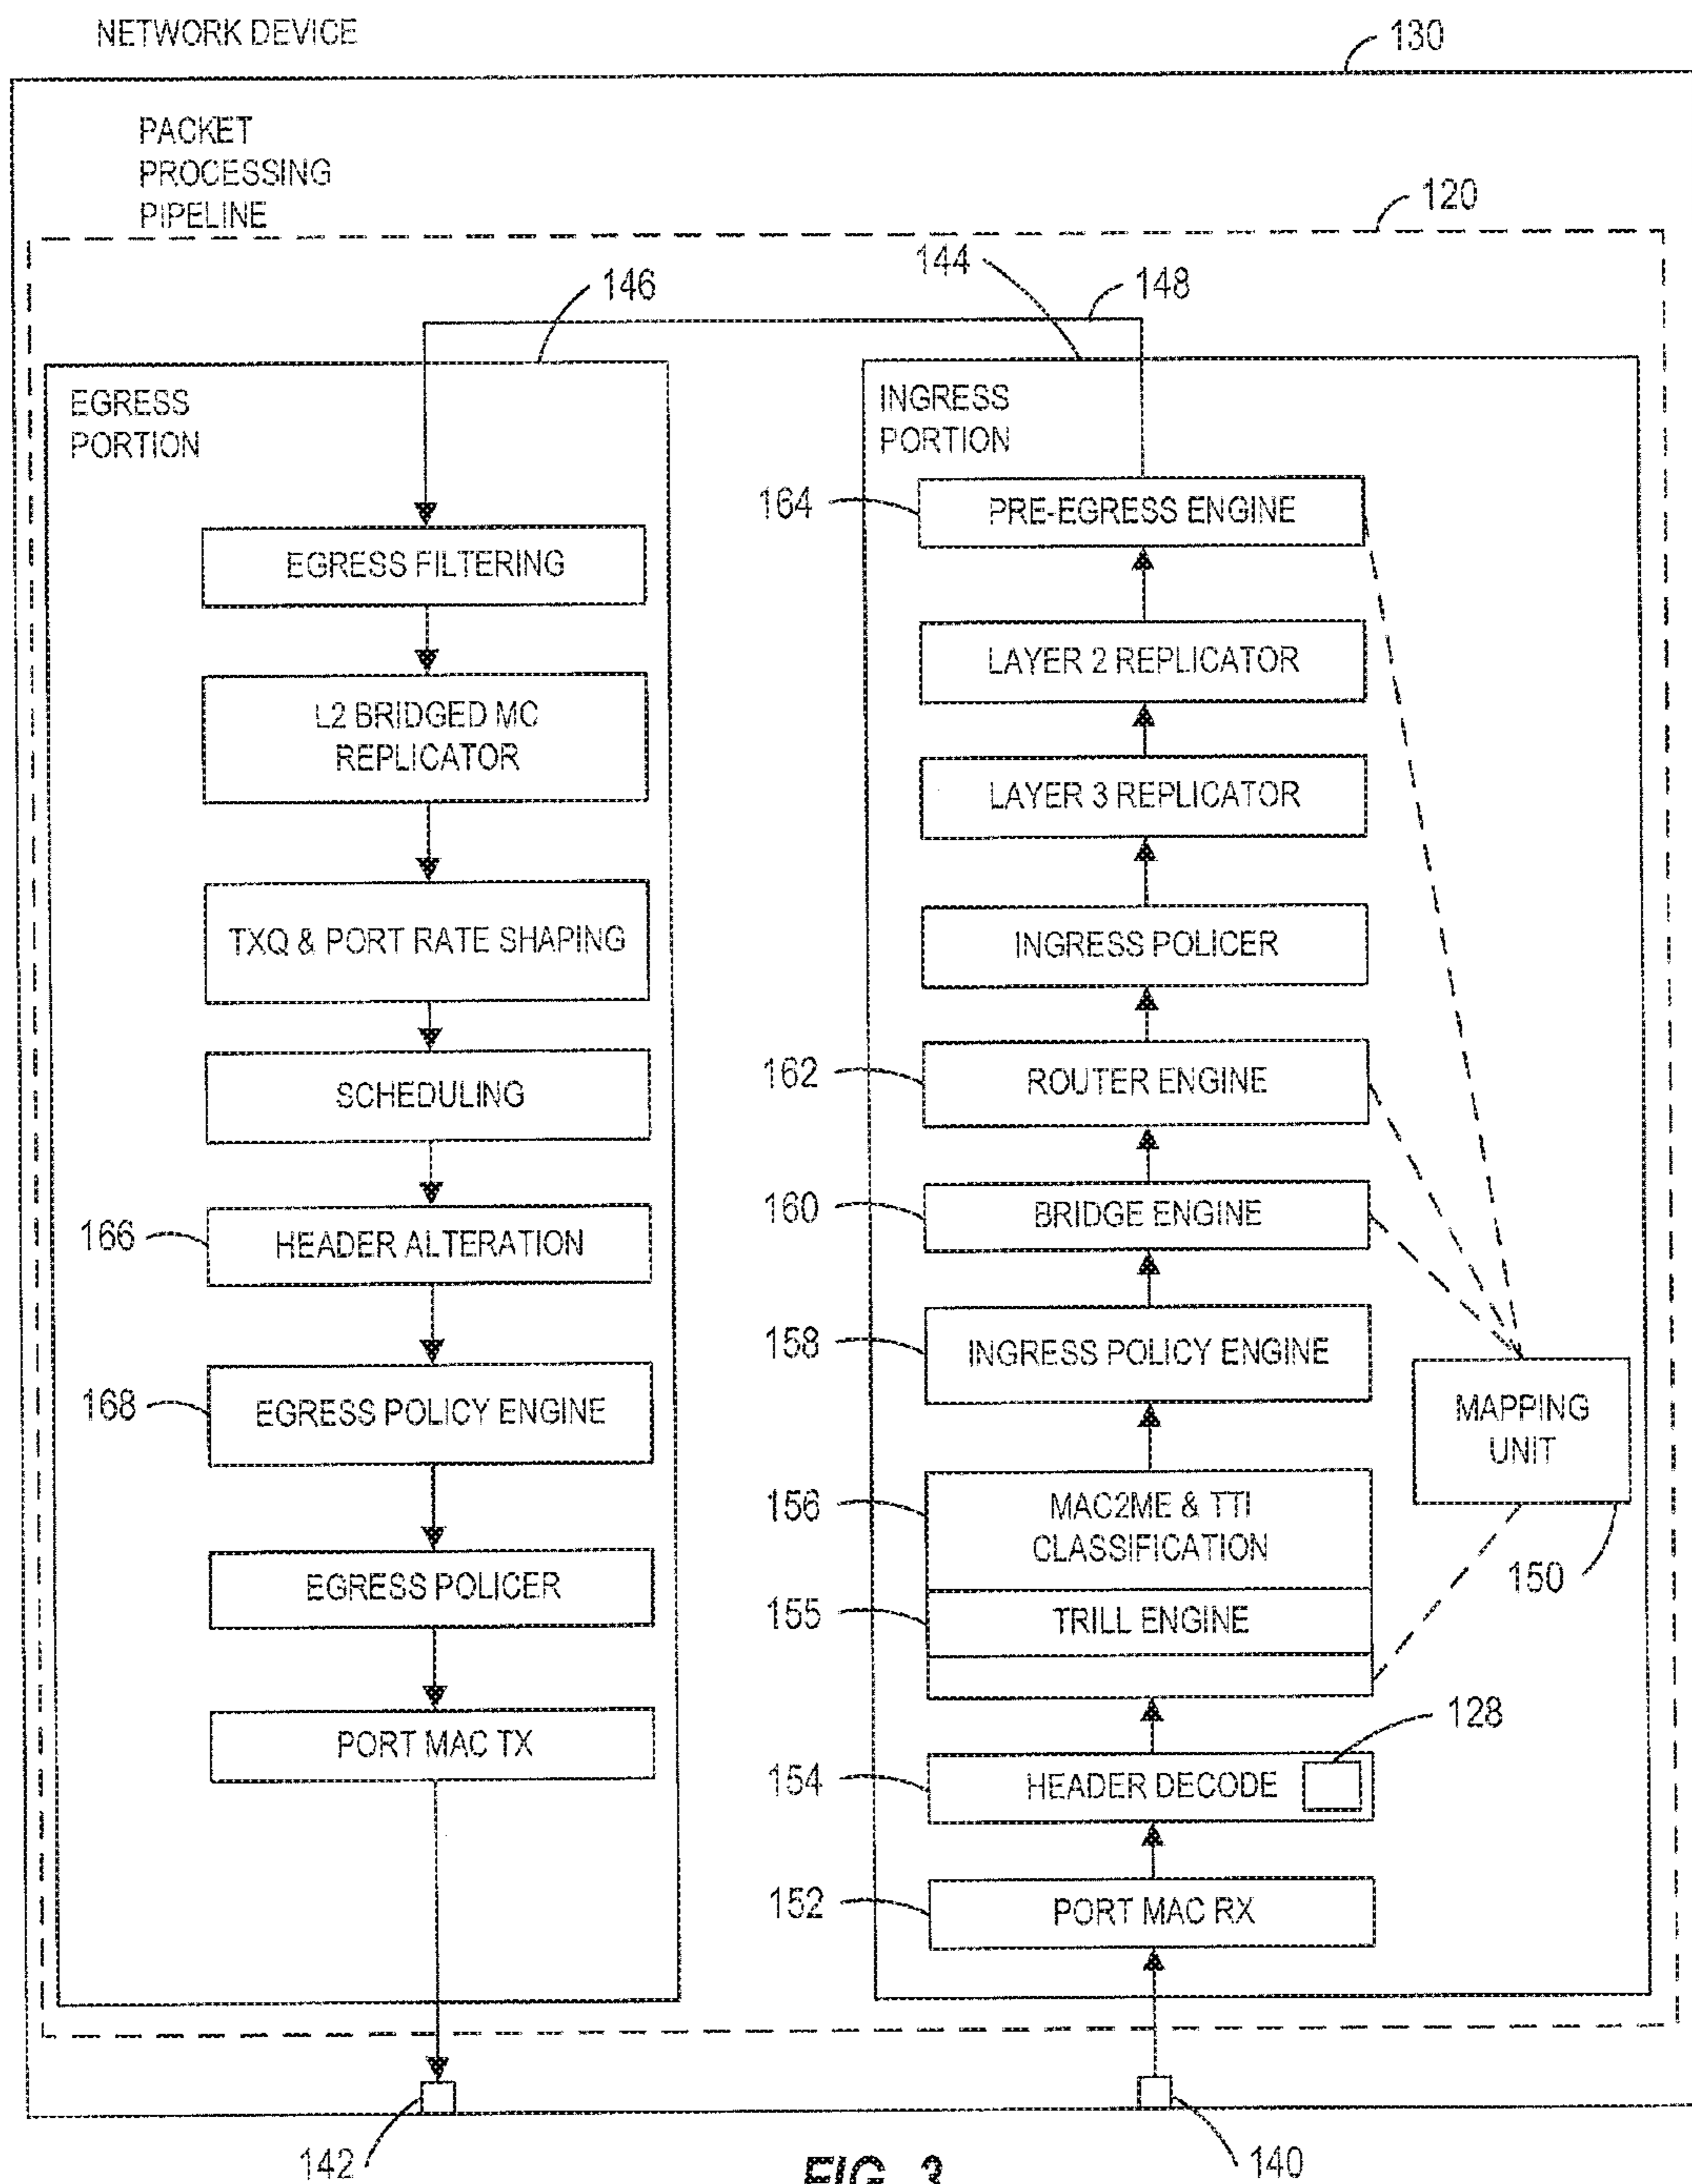 NETWORK DEVICE
130
PACKET
PROCESSING
PIPELINE
120
144
146
148
EGRESS
PORTION
INGRESS
PORTION
164
PRE-EGRESS ENGINE
EGRESS FILTERING
LAYER 2 REPLICATOR
L2 BRIDGED MC
REPLICATOR
LAYER 3 REPLICATOR
TXQ & PORT RATE SHAPING
INGRESS POLICER
162
ROUTER ENGINE
SCHEDULING
160
BRIDGE ENGINE
166
HEADER ALTERATION
158
INGRESS POLICY ENGINE
168
EGRESS POLICY ENGINE
MAPPING
UNIT
156
MAC2ME & TTI
CLASSIFICATION
150
EGRESS POLICER
155
TRILL ENGINE
128
PORT MAC TX
154
HEADER DECODE
152
PORT MAC RX
142
140
FIG. 3